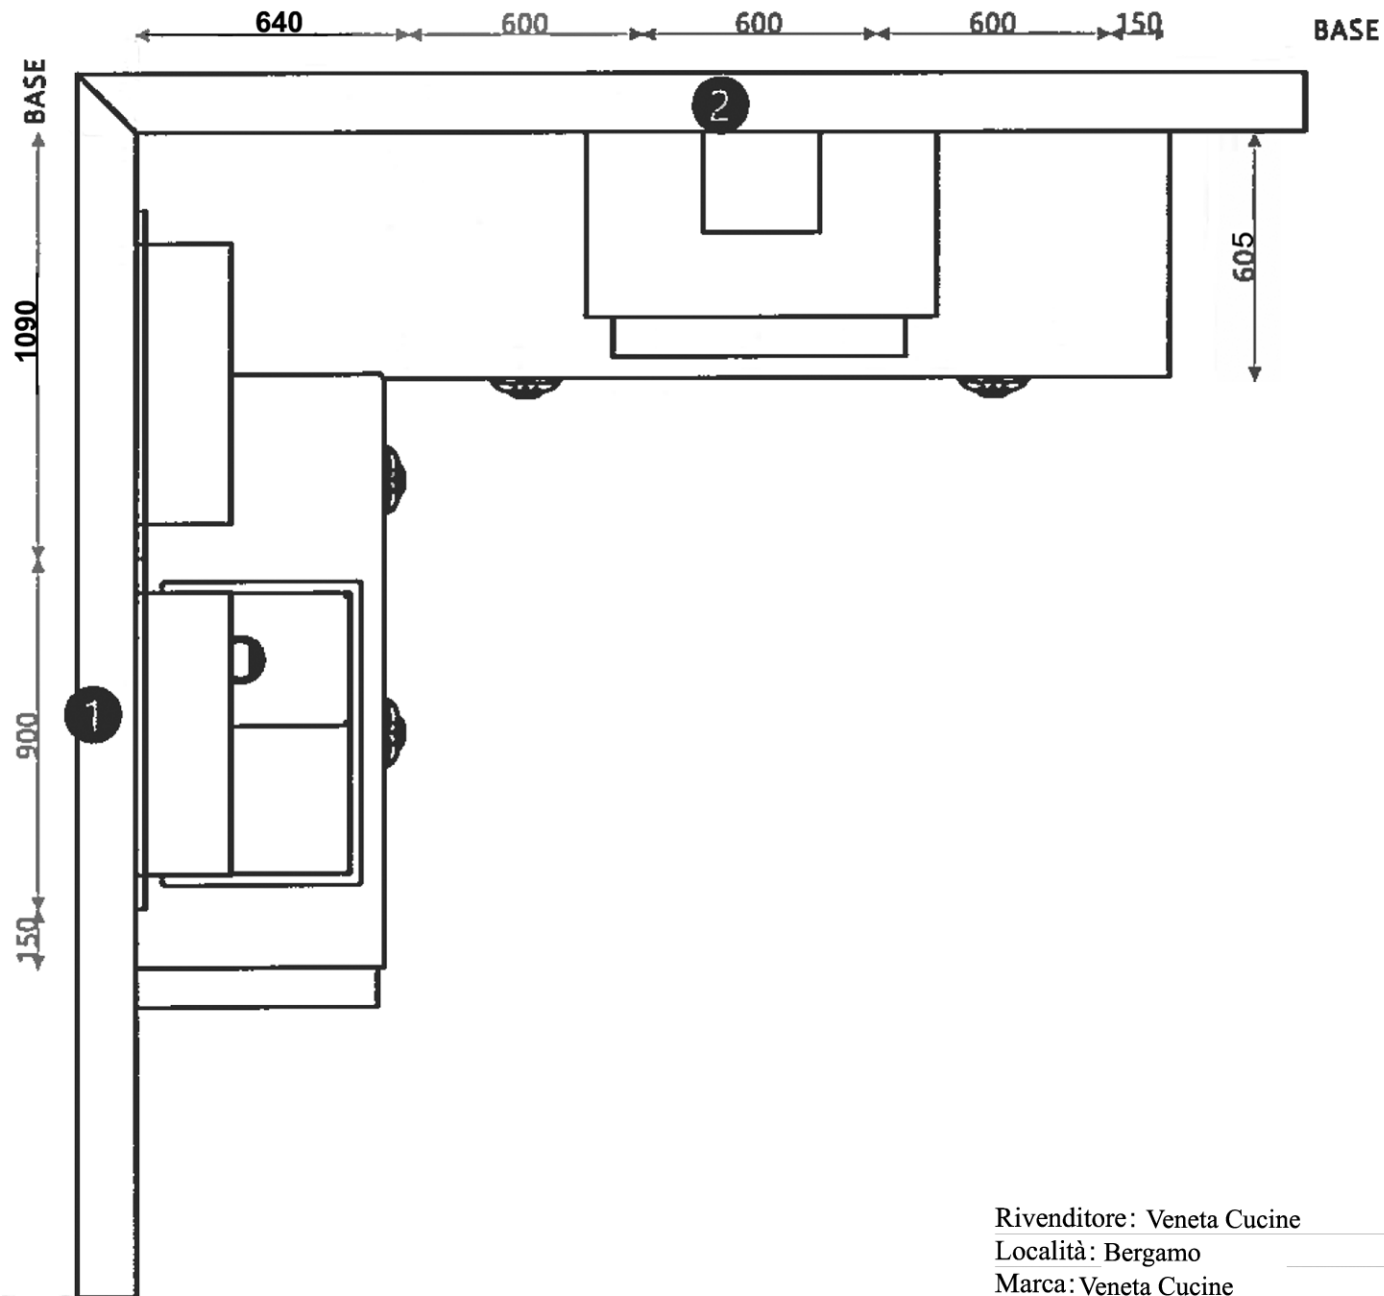 640 600 600 600 150 BASE
BASE
2
1090
605
900
1
150
Rivenditore: Veneta Cucine
Località: Bergamo
Marca: Veneta Cucine